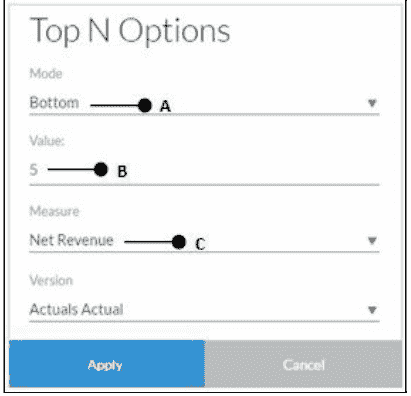 Top N Options
Mode
Bottom A
Value:
5 B
Measure
Net Revenue C
Version
Actuals Actual
Apply Cancel